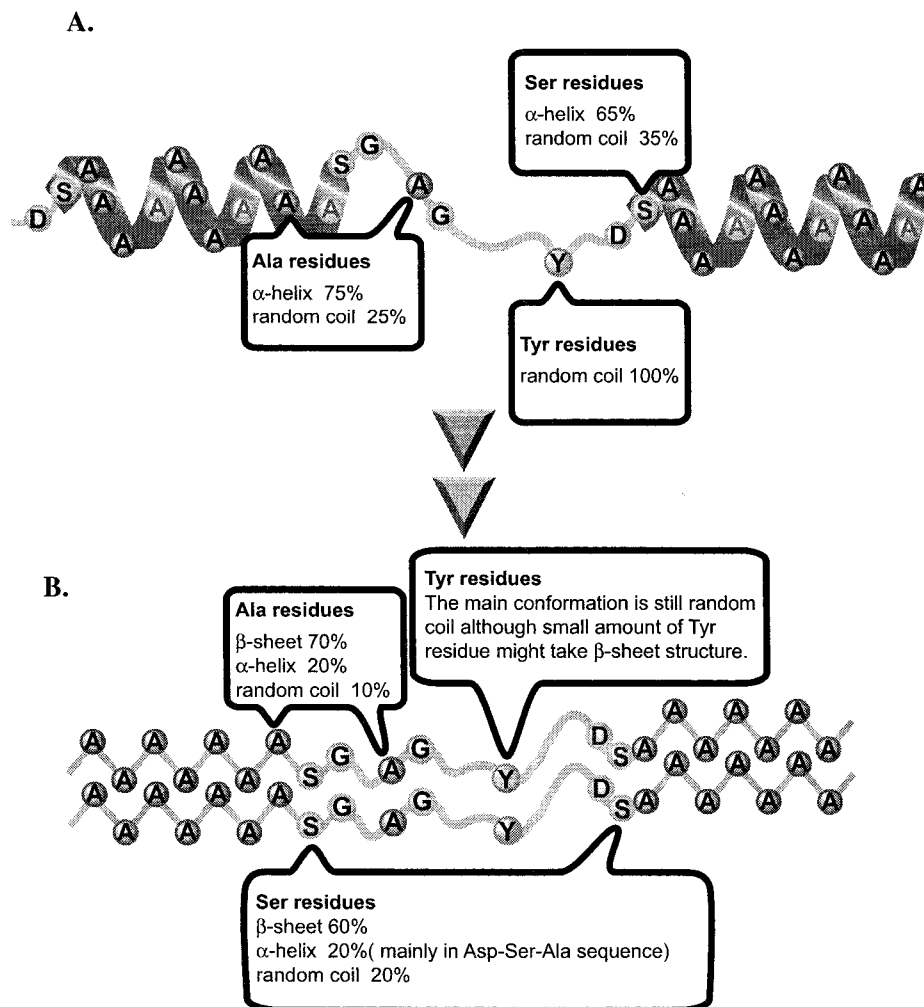 A.
Ser residues
α-helix 65%
random coil 35%
D S A A A A A A A A A A A S G A G Y D S A A A A A A A A A A A A A
Ala residues
α-helix 75%
random coil 25%
Tyr residues
random coil 100%
B.
Ala residues
β-sheet 70%
α-helix 20%
random coil 10%
Tyr residues
The main conformation is still random
coil although small amount of Tyr
residue might take β-sheet structure.
A A A A A A A S G A G Y D S A A A A A A A
A A A A A A A S G A G Y D S A A A A A A A
Ser residues
β-sheet 60%
α-helix 20%( mainly in Asp-Ser-Ala sequence)
random coil 20%